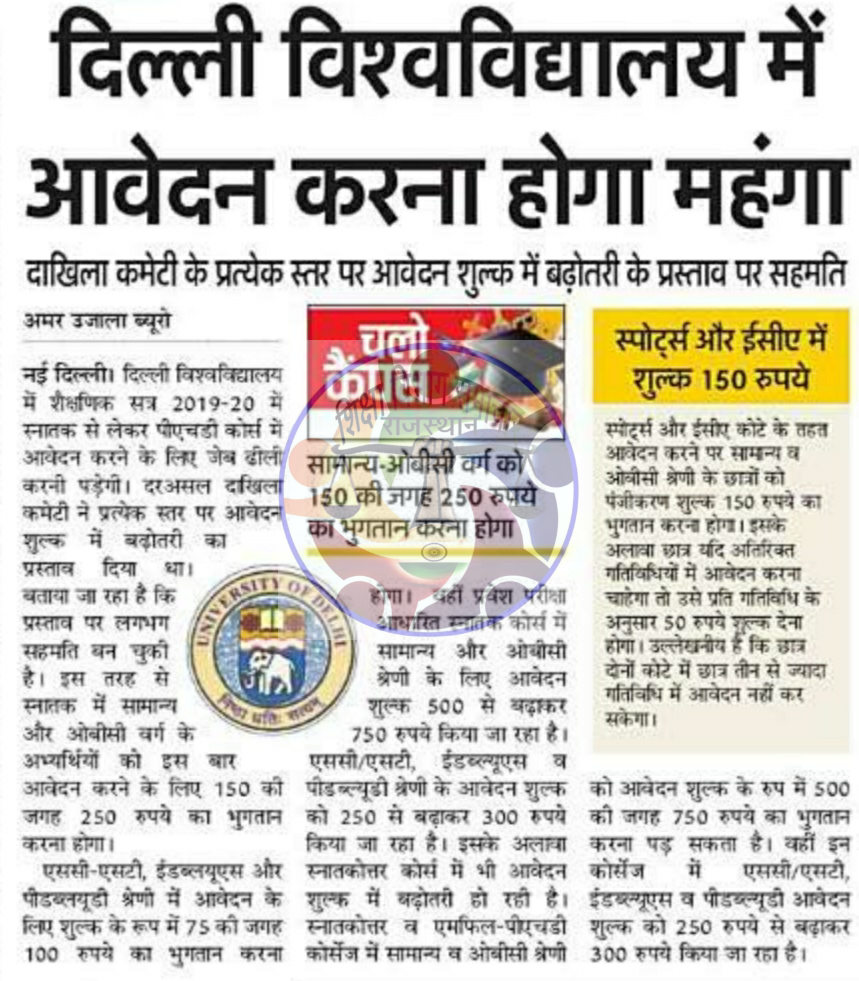 दिल्ली विश्वविद्यालय में
आवेदन करना होगा महंगा
दाखिला कमेटी के प्रत्येक स्तर पर आवेदन शुल्क में बढ़ोतरी के प्रस्ताव पर सहमति
अमर उजाला ब्यूरो
नई दिल्ली। दिल्ली विश्वविद्यालय
में शैक्षणिक सत्र 2019-20 में
स्नातक से लेकर पीएचडी कोर्स में
आवेदन करने के लिए जेब ढीली
करनी पड़ेगी। दरअसल दाखिला
कमेटी ने प्रत्येक स्तर पर आवेदन
शुल्क में बढ़ोतरी का
प्रस्ताव दिया था।
बताया जा रहा है कि
प्रस्ताव पर लगभग
सहमति बन चुकी
है। इस तरह से
स्नातक में सामान्य
और ओबीसी वर्ग के
अभ्यर्थियों को इस बार
आवेदन करने के लिए 150 की
जगह 250 रुपये का भुगतान
करना होगा।
एससी-एसटी, ईडब्लयूएस और
पीडब्लयूडी श्रेणी में आवेदन के
लिए शुल्क के रूप में 75 की जगह
100 रुपये का भुगतान करना
चलो
कैंपस
शिक्षा विभाग
राजस्थान
सामान्य-ओबीसी वर्ग को
150 की जगह 250 रुपये
का भुगतान करना होगा
UNIVERSITY OF DELHI
निष्ठा धृतिः सत्यम्
होगा। वहीं प्रवेश परीक्षा
आधारित स्नातक कोर्स में
सामान्य और ओबीसी
श्रेणी के लिए आवेदन
शुल्क 500 से बढ़ाकर
750 रुपये किया जा रहा है।
एससी/एसटी, ईडब्ल्यूएस व
पीडब्ल्यूडी श्रेणी के आवेदन शुल्क
को 250 से बढ़ाकर 300 रुपये
किया जा रहा है। इसके अलावा
स्नातकोत्तर कोर्स में भी आवेदन
शुल्क में बढ़ोतरी हो रही है।
स्नातकोत्तर व एमफिल-पीएचडी
कोर्सेज में सामान्य व ओबीसी श्रेणी
स्पोर्ट्स और ईसीए में
शुल्क 150 रुपये
स्पोर्ट्स और ईसीए कोटे के तहत
आवेदन करने पर सामान्य व
ओबीसी श्रेणी के छात्रों को
पंजीकरण शुल्क 150 रुपये का
भुगतान करना होगा। इसके
अलावा छात्र यदि अतिरिक्त
गतिविधियों में आवेदन करना
चाहेगा तो उसे प्रति गतिविधि के
अनुसार 50 रुपये शुल्क देना
होगा। उल्लेखनीय है कि छात्र
दोनों कोटे में छात्र तीन से ज्यादा
गतिविधि में आवेदन नहीं कर
सकेगा।
को आवेदन शुल्क के रुप में 500
की जगह 750 रुपये का भुगतान
करना पड़ सकता है। वहीं इन
कोर्सेज में एससी/एसटी,
ईडब्ल्यूएस व पीडब्ल्यूडी आवेदन
शुल्क को 250 रुपये से बढ़ाकर
300 रुपये किया जा रहा है।